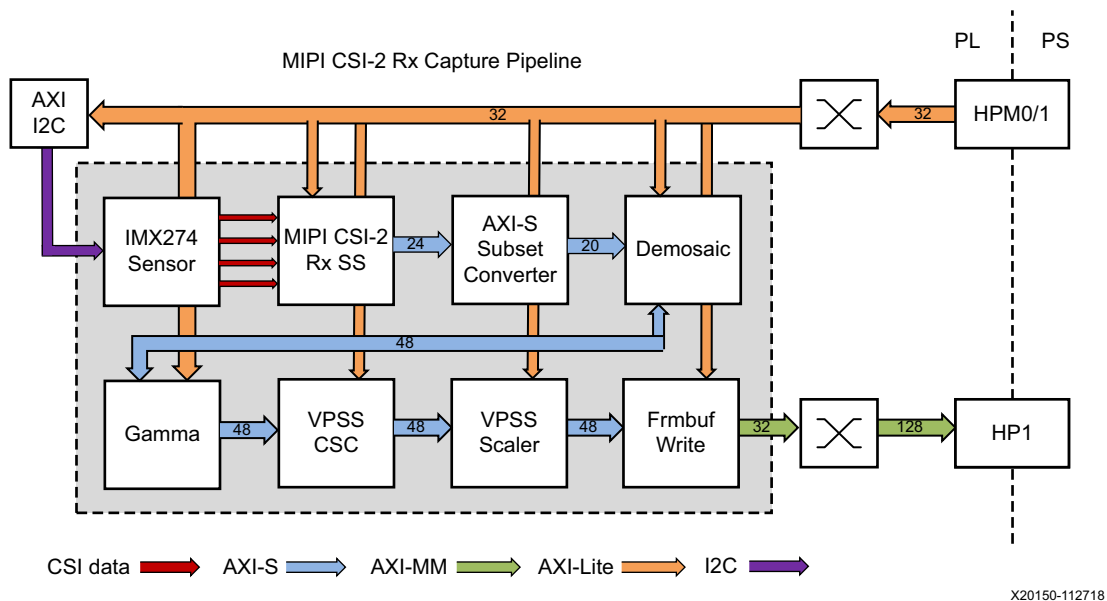 PL
PS
MIPI CSI-2 Rx Capture Pipeline
AXI
I2C
32
32
HPM0/1
IMX274
Sensor
MIPI CSI-2
Rx SS
24
AXI-S
Subset
Converter
20
Demosaic
48
Gamma
48
VPSS
CSC
48
VPSS
Scaler
48
Frmbuf
Write
32
128
HP1
CSI data
AXI-S
AXI-MM
AXI-Lite
I2C
X20150-112718